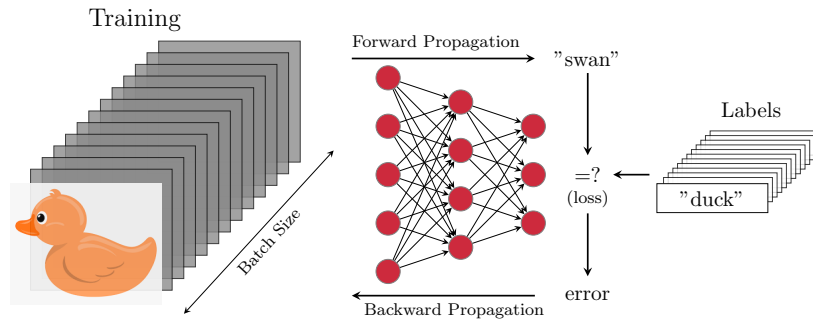 Training
Batch Size
Forward Propagation
"swan"
Labels
=?
(loss)
"duck"
Backward Propagation
error